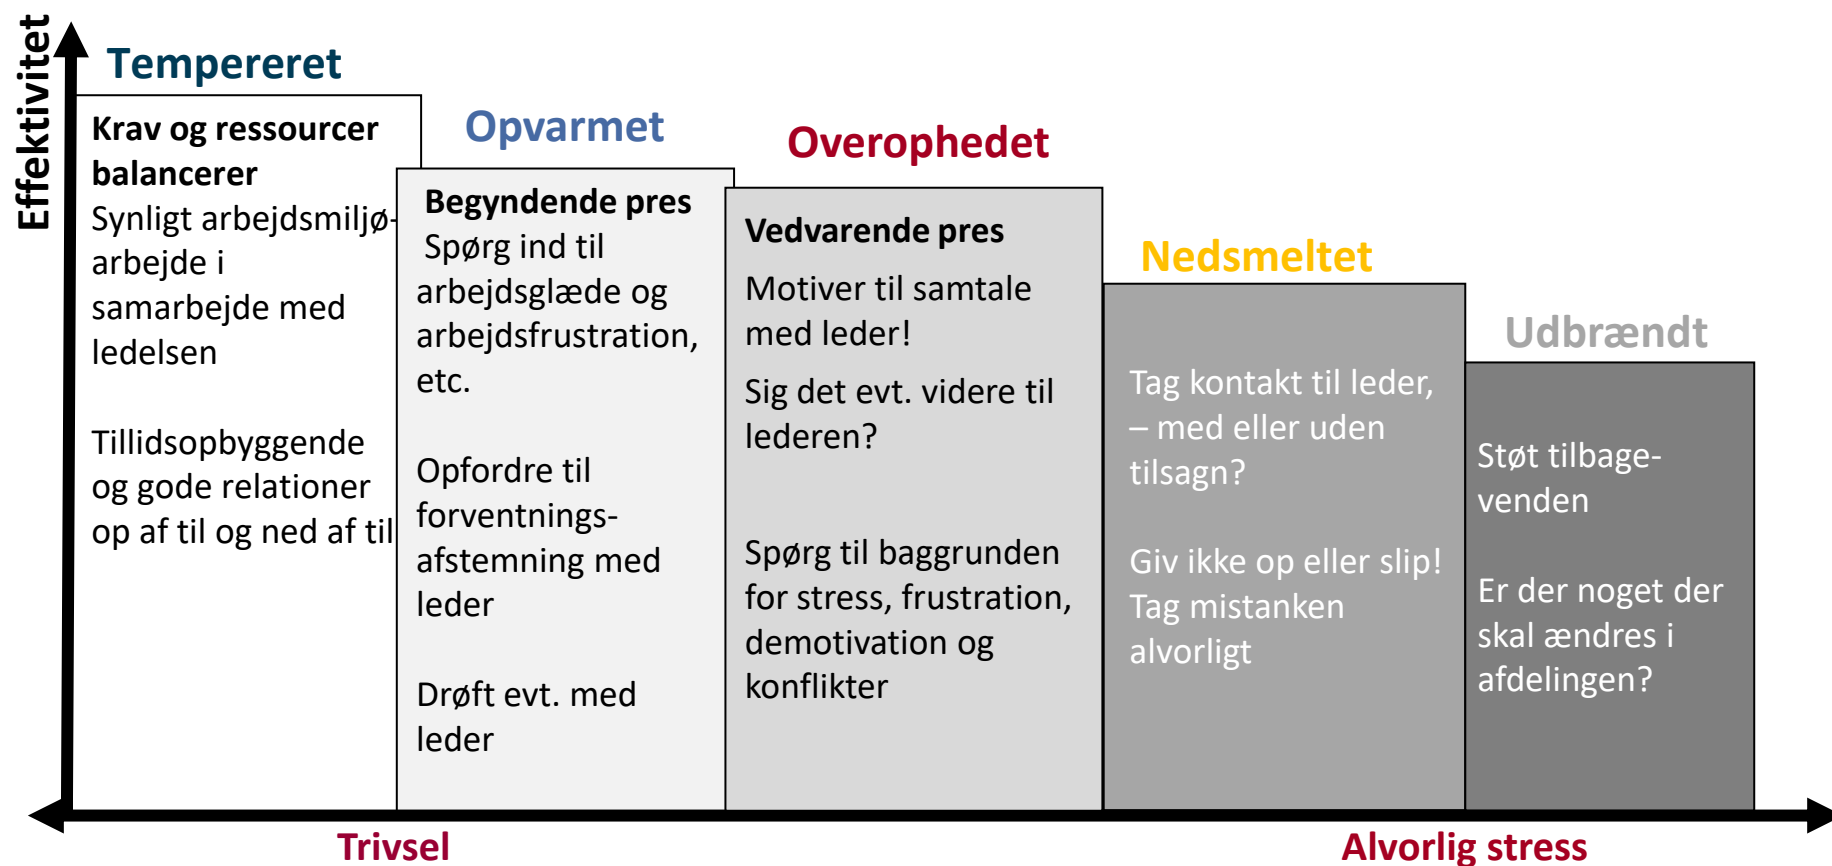 Effektivitet
Tempereret
Krav og ressourcer
balancerer
Synligt arbejdsmiljø-
arbejde i
samarbejde med
ledelsen
Tillidsopbyggende
og gode relationer
op af til og ned af til
Opvarmet
Begyndende pres
Spørg ind til
arbejdsglæde og
arbejdsfrustration,
etc.
Opfordre til
forventnings-
afstemning med
leder
Drøft evt. med
leder
Overophedet
Vedvarende pres
Motiver til samtale
med leder!
Sig det evt. videre til
lederen?
Spørg til baggrunden
for stress, frustration,
demotivation og
konflikter
Nedsmeltet
Tag kontakt til leder,
– med eller uden
tilsagn?
Giv ikke op eller slip!
Tag mistanken
alvorligt
Udbrændt
Støt tilbage-
venden
Er der noget der
skal ændres i
afdelingen?
Trivsel
Alvorlig stress